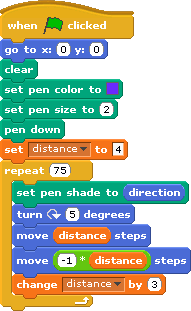 when clicked
go to x: 0 y: 0
clear
set pen color to
set pen size to 2
pen down
set distance to 4
repeat 75
set pen shade to direction
turn 5 degrees
move distance steps
move -1 * distance steps
change distance by 3